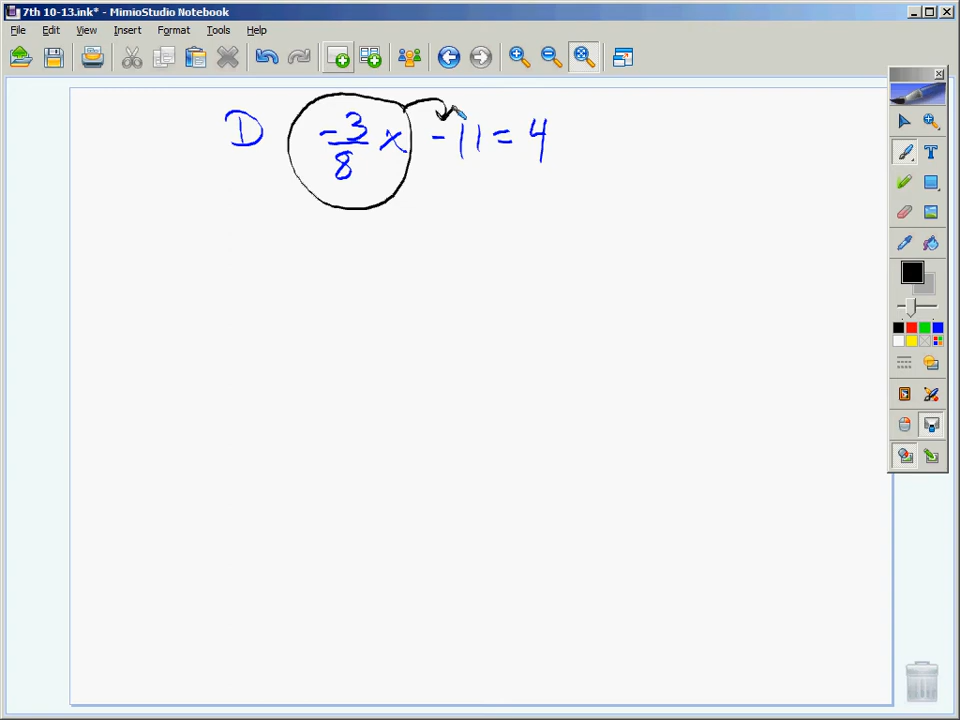 7th 10-13.ink* - MimioStudio Notebook
File Edit View Insert Format Tools Help
D -3/8 x -11 = 4
T